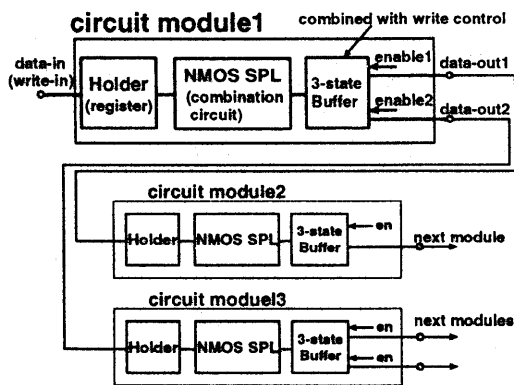 circuit module1
combined with write control
data-in
(write-in)
Holder
(register)
NMOS SPL
(combination
circuit)
3-state
Buffer
enable1
enable2
data-out1
data-out2
circuit module2
Holder
NMOS SPL
3-state
Buffer
en
next module
circuit moduel3
Holder
NMOS SPL
3-state
Buffer
en
en
next modules